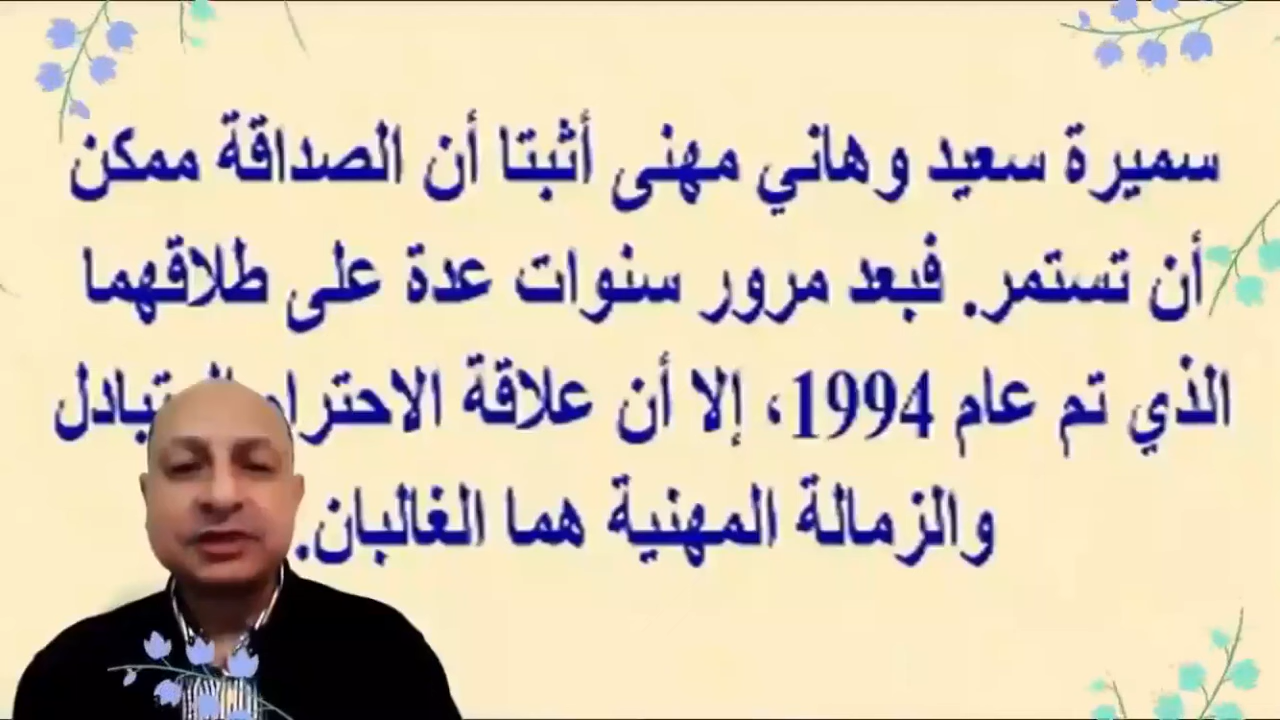 سميرة سعيد وهاني مهنى أثبتا أن الصداقة ممكن
أن تستمر. فبعد مرور سنوات عدة على طلاقهما
الذي تم عام 1994، إلا أن علاقة الاحترام المتبادل
والزمالة المهنية هما الغالبان.